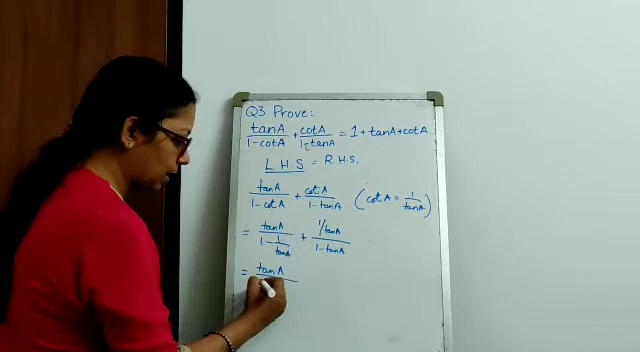 Q3. Prove:
tanA/1-cotA + cotA/1-tanA = 1 + tanA + cotA
L.H.S = R.H.S.
tanA/1-cotA + cotA/1-tanA (cotA = 1/tanA)
= tanA/1-1/tanA + 1/tanA/1-tanA
= tanA